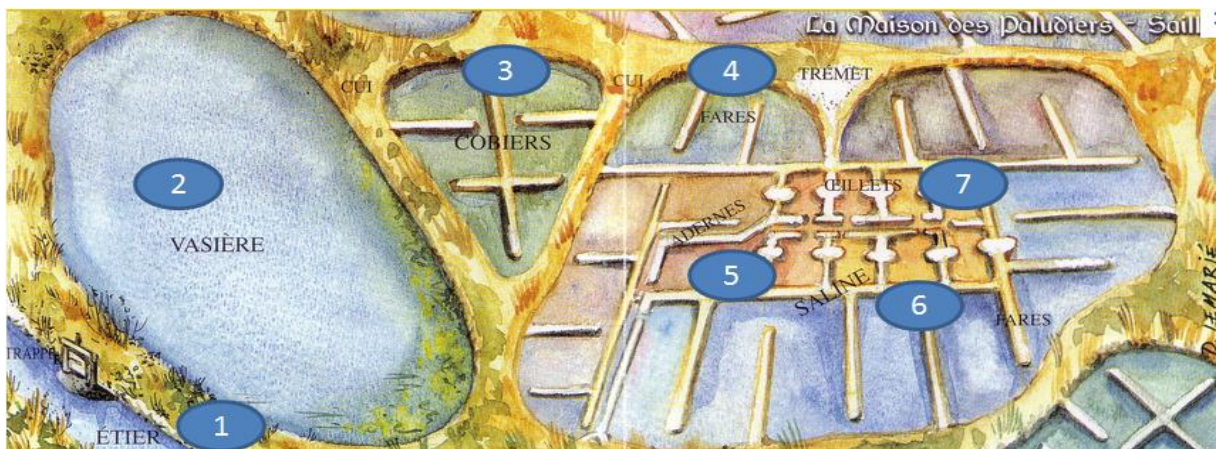 La Maison des Paludiers - Saill
3
4
CUI
CUI
TRÉMET
FARES
COBIERS
2
ŒILLETS
7
VASIÈRE
ADERNES
5
SALINE
6
FARES
TRAPPE
1
ÉTIER